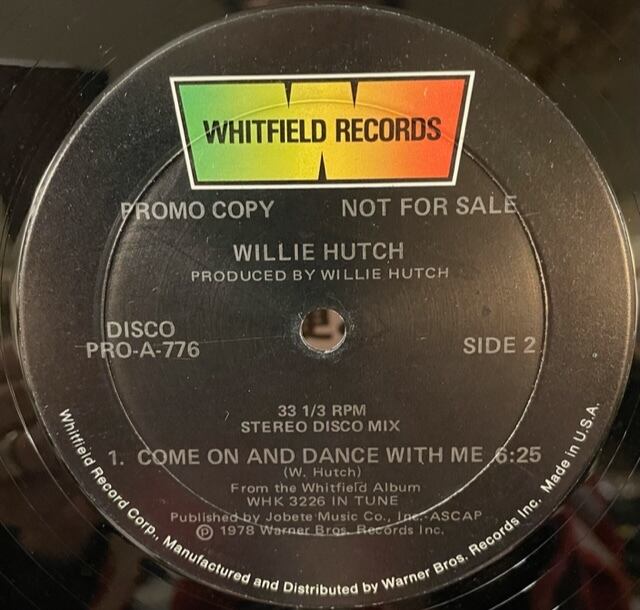 WHITFIELD RECORDS
PROMO COPY NOT FOR SALE
WILLIE HUTCH
PRODUCED BY WILLIE HUTCH
DISCO
PRO-A-776 SIDE 2
33 1/3 RPM
STEREO DISCO MIX
1. COME ON AND DANCE WITH ME 6:25
(W. Hutch)
From the Whitfield Album
WHK 3226 IN TUNE
Published by Jobete Music Co., Inc.-ASCAP
℗ 1978 Warner Bros. Records Inc.
Whitfield Record Corp., Manufactured and Distributed by Warner Bros. Records Inc. Made in U.S.A.